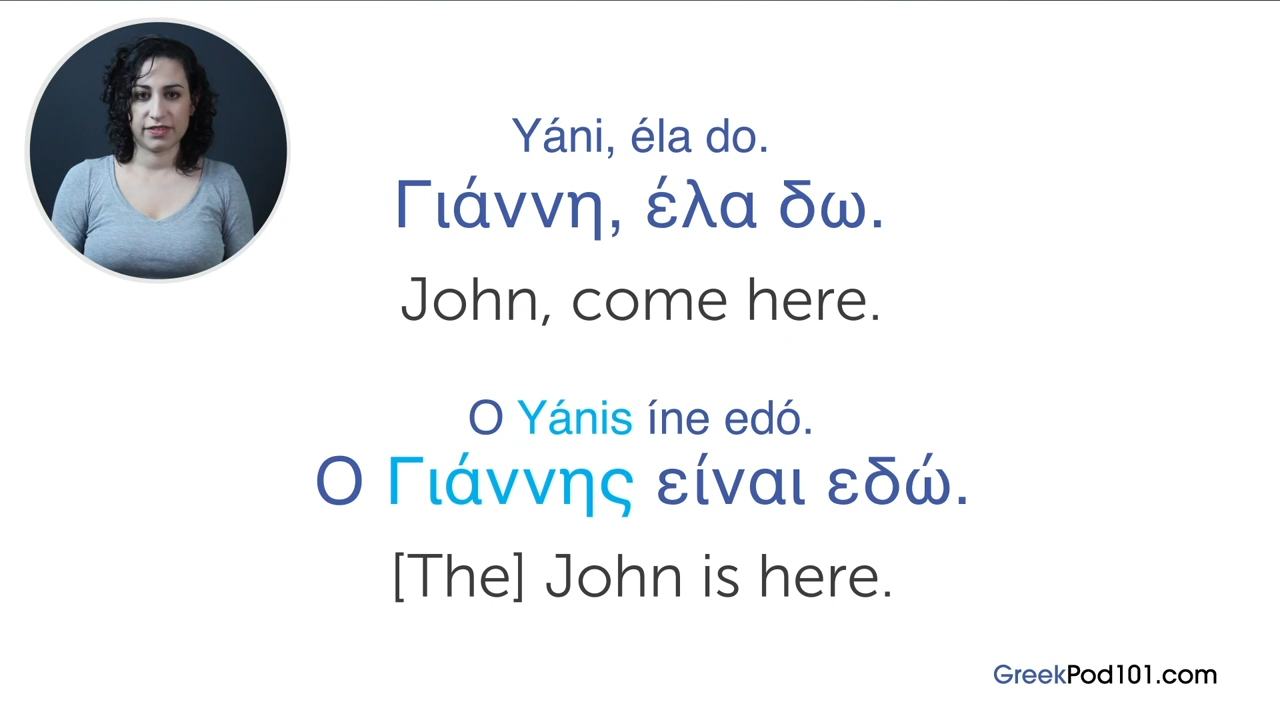 Yáni, éla do.
Γιάννη, έλα δω.
John, come here.
Ο Yánis íne edó.
Ο Γιάννης είναι εδώ.
[The] John is here.
GreekPod101.com